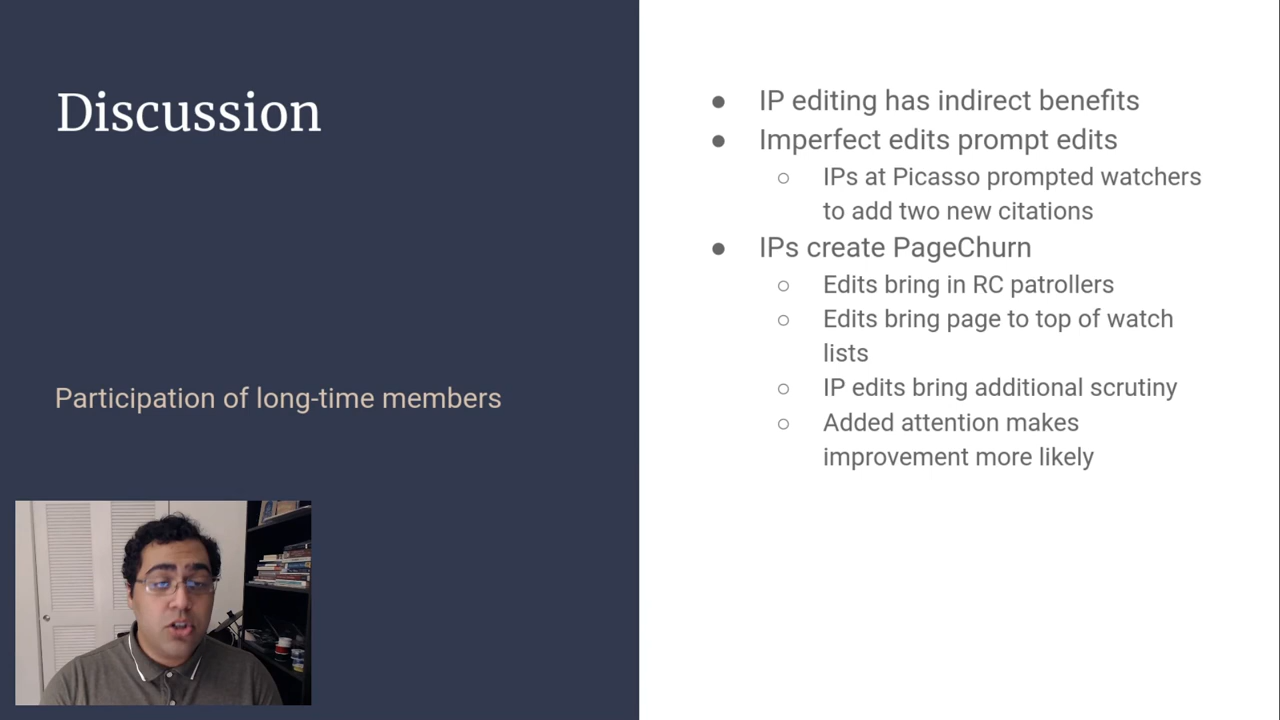 Discussion
Participation of long-time members
● IP editing has indirect benefits
● Imperfect edits prompt edits
○ IPs at Picasso prompted watchers
to add two new citations
● IPs create PageChurn
○ Edits bring in RC patrollers
○ Edits bring page to top of watch
lists
○ IP edits bring additional scrutiny
○ Added attention makes
improvement more likely